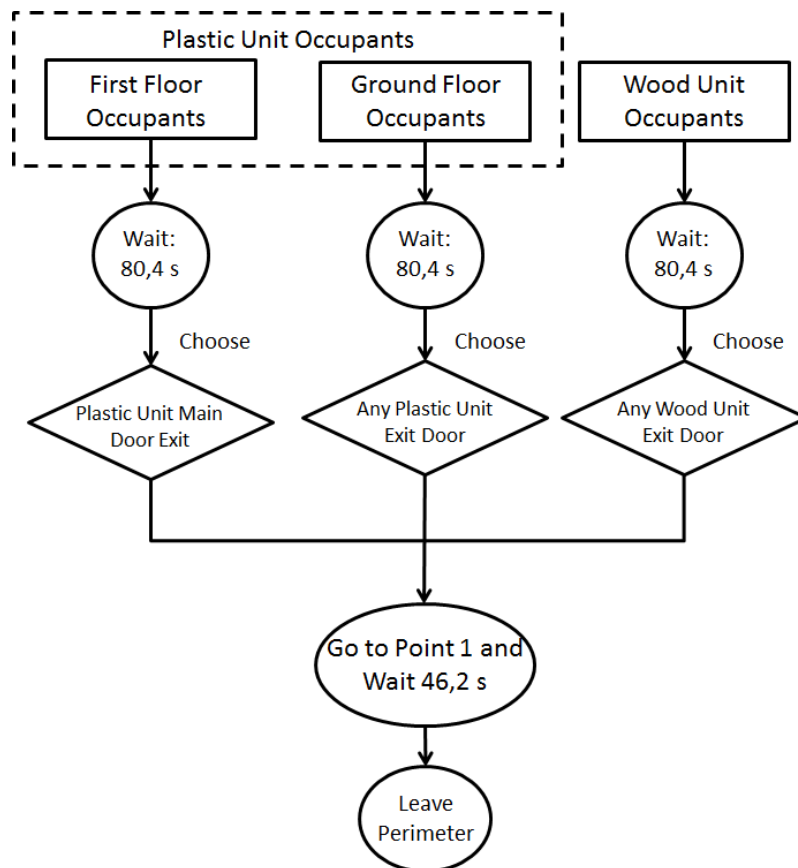 Plastic Unit Occupants
First Floor
Occupants
Ground Floor
Occupants
Wood Unit
Occupants
Wait:
80,4 s
Wait:
80,4 s
Wait:
80,4 s
Choose
Choose
Choose
Plastic Unit Main
Door Exit
Any Plastic Unit
Exit Door
Any Wood Unit
Exit Door
Go to Point 1 and
Wait 46,2 s
Leave
Perimeter